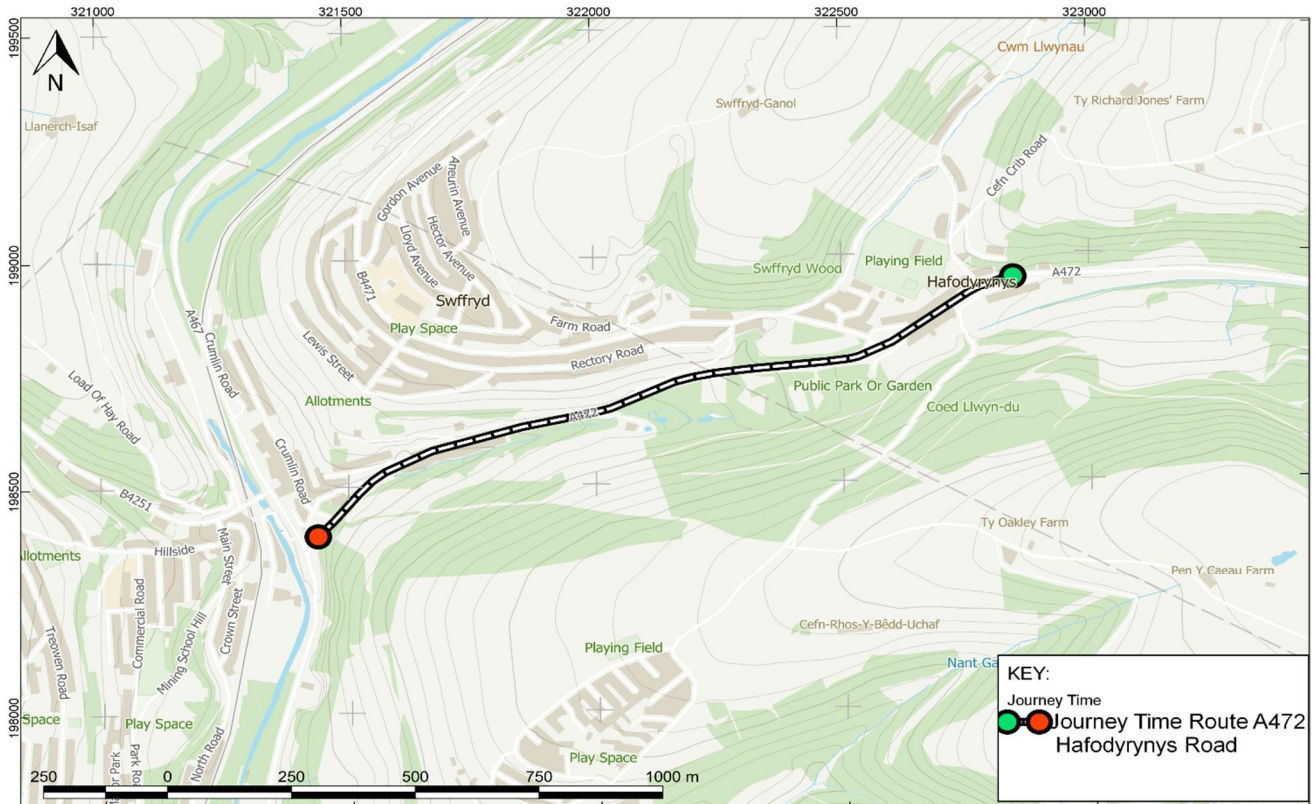 321000
321500
322000
322500
323000
199500
199000
198500
198000
N
Cwm Llwynau
Swffryd-Ganol
Ty Richard Jones' Farm
Llanerch-Isaf
Cefn Crib Road
Gordon Avenue
Aneurin Avenue
Hector Avenue
Lloyd Avenue
B4471
Swffryd
Play Space
Swffryd Wood
Playing Field
Hafodyrynys
A472
A467
Crumlin Road
Farm Road
Rectory Road
Lewis Street
Allotments
Load Of Hay Road
Public Park Or Garden
Coed Llwyn-du
A472
Crumlin Road
B4251
Main Street
Hillside
Allotments
Commercial Road
Mining School Hill
Crown Street
Treowen Road
Ty Oakley Farm
Pen Y Caeau Farm
Cefn-Rhos-Y-Bêdd-Uchaf
Playing Field
Nant
Space
Play Space
North Road
Park
Play Space
KEY:
Journey Time
Journey Time Route A472
Hafodyrynys Road
250 0 250 500 750 1000 m